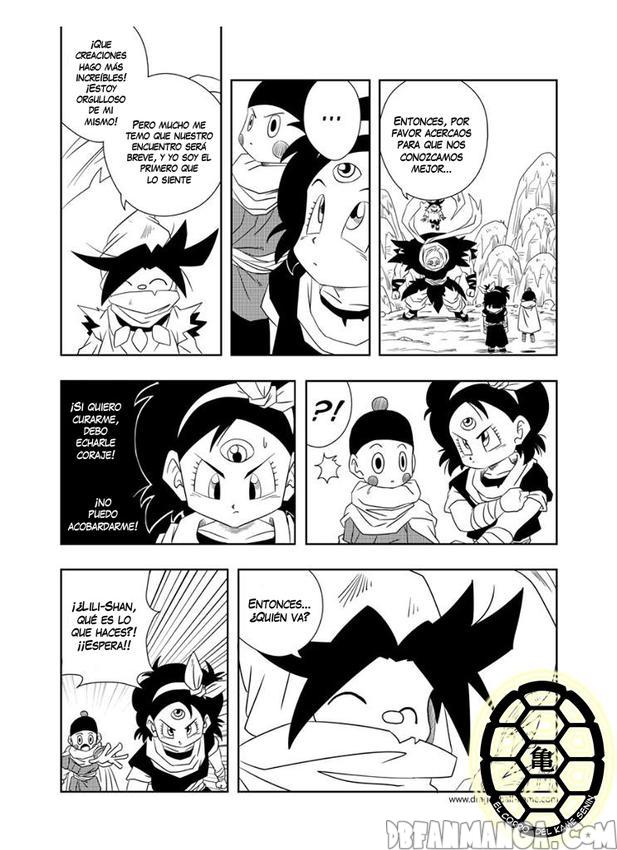 ¡QUE
CREACIONES
HAGO MÁS
INCREÍBLES!
¡ESTOY
ORGULLOSO
DE MI
MISMO!
PERO MUCHO ME
TEMO QUE NUESTRO
ENCUENTRO SERÁ
BREVE, Y YO SOY EL
PRIMERO QUE
LO SIENTE
...
ENTONCES, POR
FAVOR ACERCAOS
PARA QUE NOS
CONOZCAMOS
MEJOR...
¡SI QUIERO
CURARME,
DEBO
ECHARLE
CORAJE!
¡NO
PUEDO
ACOBARDARME!
?!
¡¿LILI-SHAN,
QUÉ ES LO
QUE HACES?!
¡¡ESPERA!!
ENTONCES...
¿QUIÉN VA?
亀
EL CORRO DEL KAME SENIN
DBFANMANGA.COM